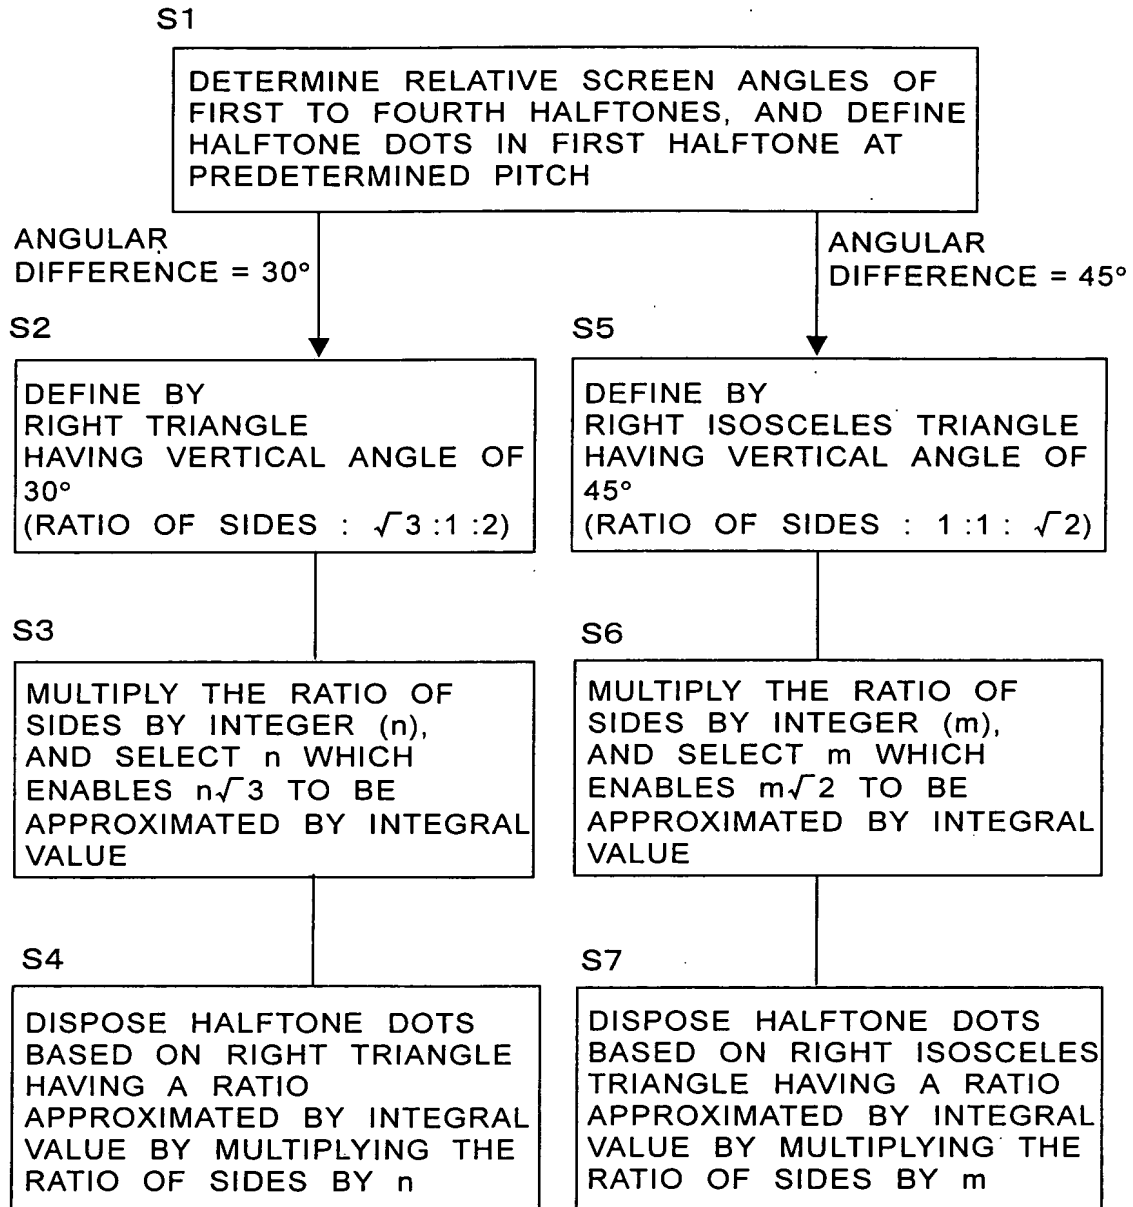 S1
DETERMINE RELATIVE SCREEN ANGLES OF
FIRST TO FOURTH HALFTONES, AND DEFINE
HALFTONE DOTS IN FIRST HALFTONE AT
PREDETERMINED PITCH
ANGULAR
DIFFERENCE = 30°
ANGULAR
DIFFERENCE = 45°
S2
DEFINE BY
RIGHT TRIANGLE
HAVING VERTICAL ANGLE OF
30°
(RATIO OF SIDES : √3 :1 :2)
S5
DEFINE BY
RIGHT ISOSCELES TRIANGLE
HAVING VERTICAL ANGLE OF
45°
(RATIO OF SIDES : 1 :1 : √2)
S3
MULTIPLY THE RATIO OF
SIDES BY INTEGER (n),
AND SELECT n WHICH
ENABLES n√3 TO BE
APPROXIMATED BY INTEGRAL
VALUE
S6
MULTIPLY THE RATIO OF
SIDES BY INTEGER (m),
AND SELECT m WHICH
ENABLES m√2 TO BE
APPROXIMATED BY INTEGRAL
VALUE
S4
DISPOSE HALFTONE DOTS
BASED ON RIGHT TRIANGLE
HAVING A RATIO
APPROXIMATED BY INTEGRAL
VALUE BY MULTIPLYING THE
RATIO OF SIDES BY n
S7
DISPOSE HALFTONE DOTS
BASED ON RIGHT ISOSCELES
TRIANGLE HAVING A RATIO
APPROXIMATED BY INTEGRAL
VALUE BY MULTIPLYING THE
RATIO OF SIDES BY m